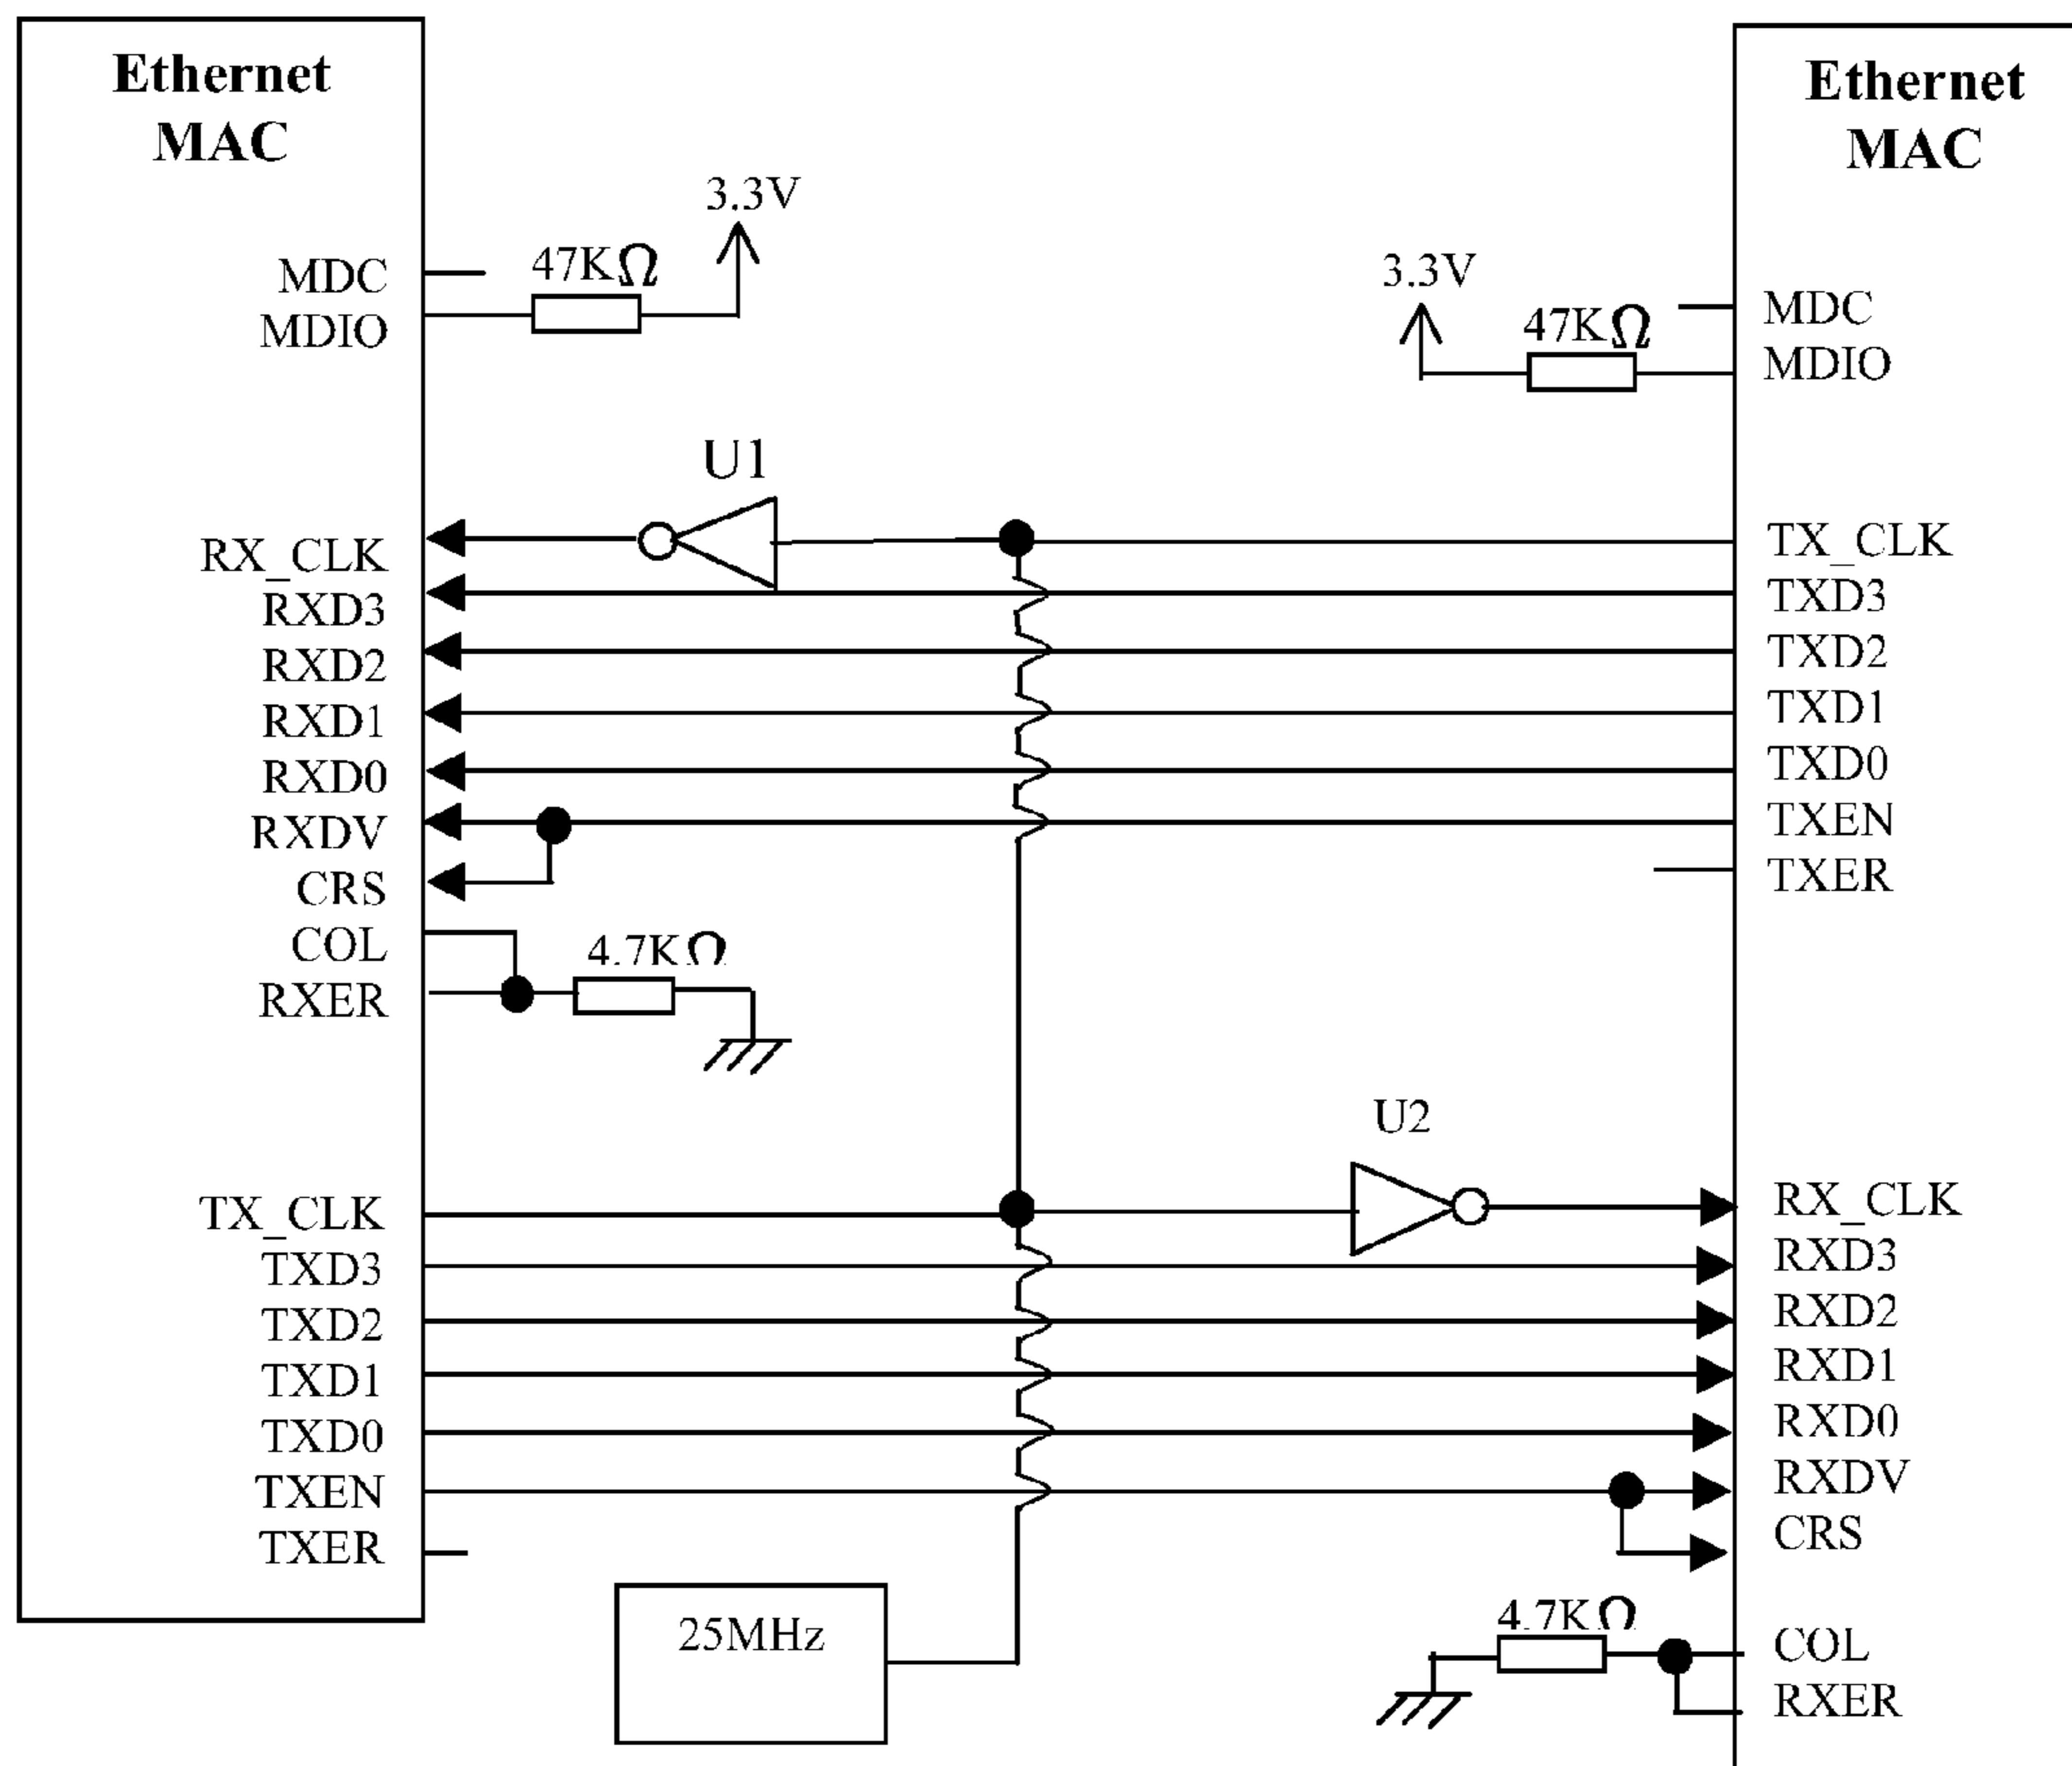 Ethernet
MAC
MDC
MDIO
47KΩ
3.3V
RX_CLK
RXD3
RXD2
RXD1
RXD0
RXDV
CRS
COL
RXER
4.7KΩ
TX_CLK
TXD3
TXD2
TXD1
TXD0
TXEN
TXER
U1
25MHz
U2
Ethernet
MAC
3.3V
47KΩ
MDC
MDIO
TX_CLK
TXD3
TXD2
TXD1
TXD0
TXEN
TXER
RX_CLK
RXD3
RXD2
RXD1
RXD0
RXDV
CRS
4.7KΩ
COL
RXER